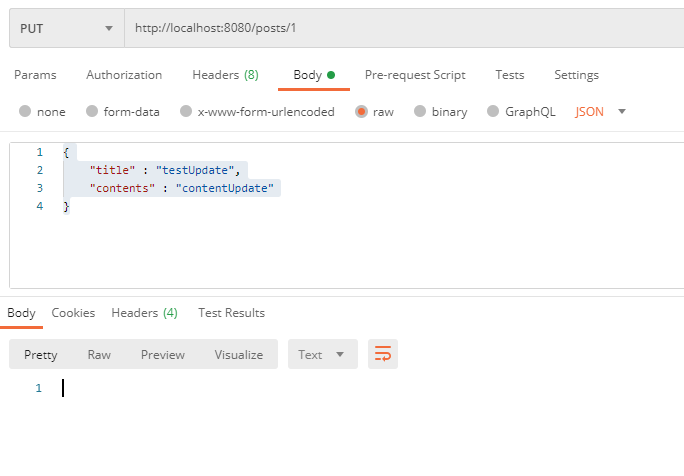 PUT http://localhost:8080/posts/1
Params Authorization Headers (8) Body Pre-request Script Tests Settings
none form-data x-www-form-urlencoded raw binary GraphQL JSON
1 {
2 "title" : "testUpdate",
3 "contents" : "contentUpdate"
4 }
Body Cookies Headers (4) Test Results
Pretty Raw Preview Visualize Text
1